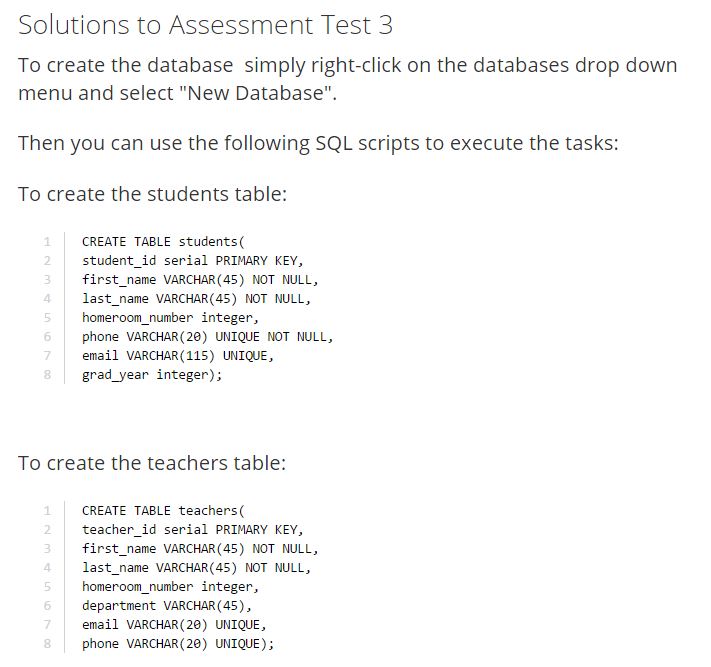 Solutions to Assessment Test 3
To create the database  simply right-click on the databases drop down
menu and select "New Database".
Then you can use the following SQL scripts to execute the tasks:
To create the students table:
1 CREATE TABLE students(
2 student_id serial PRIMARY KEY,
3 first_name VARCHAR(45) NOT NULL,
4 last_name VARCHAR(45) NOT NULL,
5 homeroom_number integer,
6 phone VARCHAR(20) UNIQUE NOT NULL,
7 email VARCHAR(115) UNIQUE,
8 grad_year integer);
To create the teachers table:
1 CREATE TABLE teachers(
2 teacher_id serial PRIMARY KEY,
3 first_name VARCHAR(45) NOT NULL,
4 last_name VARCHAR(45) NOT NULL,
5 homeroom_number integer,
6 department VARCHAR(45),
7 email VARCHAR(20) UNIQUE,
8 phone VARCHAR(20) UNIQUE);